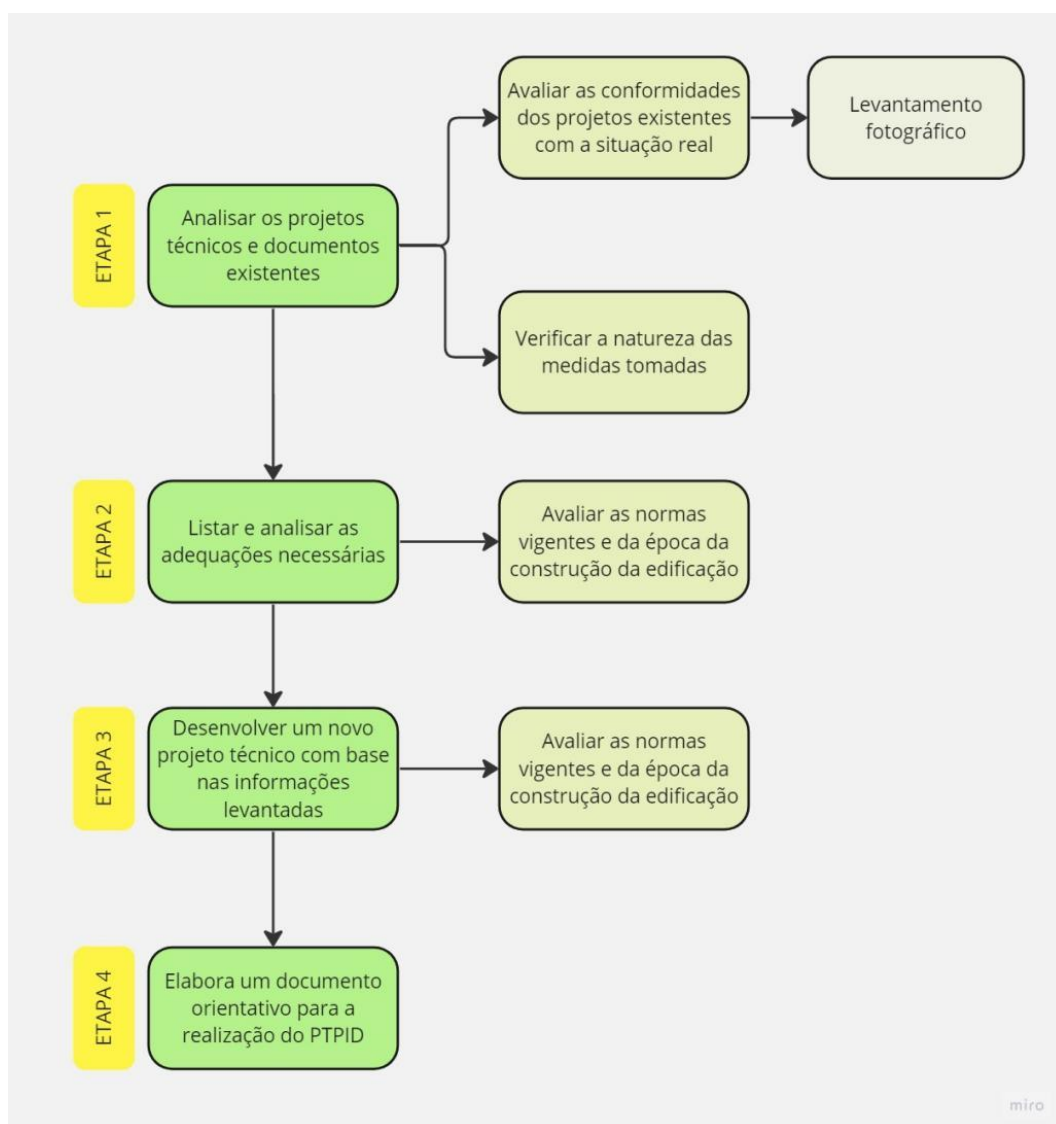 ETAPA 1
Analisar os projetos
técnicos e documentos
existentes
Avaliar as conformidades
dos projetos existentes
com a situação real
Levantamento
fotográfico
Verificar a natureza das
medidas tomadas
ETAPA 2
Listar e analisar as
adequações necessárias
Avaliar as normas
vigentes e da época da
construção da edificação
ETAPA 3
Desenvolver um novo
projeto técnico com base
nas informações
levantadas
Avaliar as normas
vigentes e da época da
construção da edificação
ETAPA 4
Elabora um documento
orientativo para a
realização do PTPID
miro